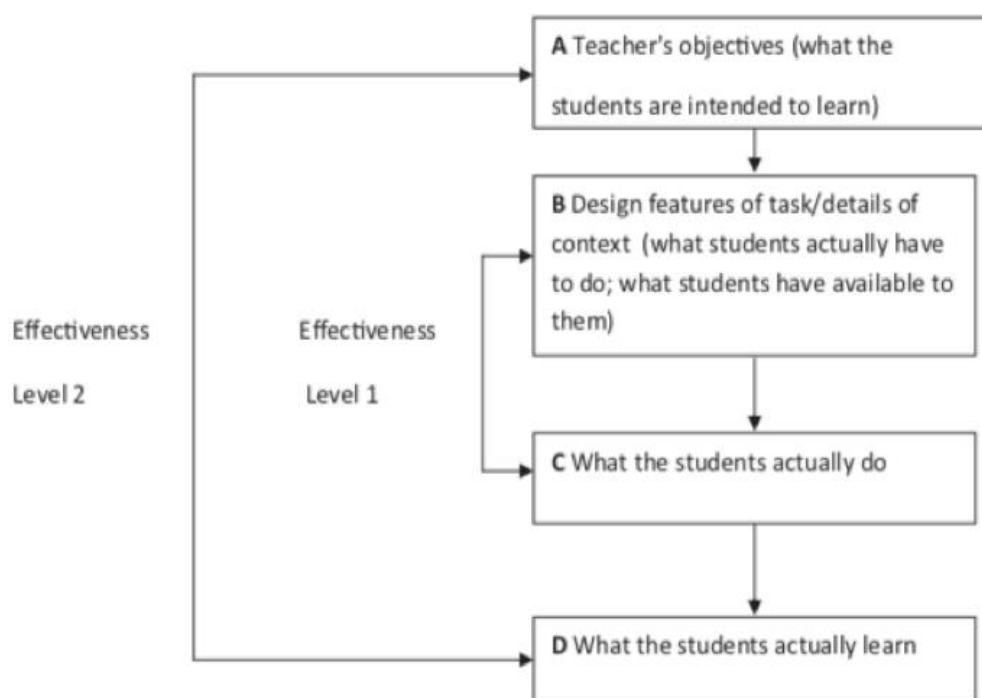 A Teacher's objectives (what the
students are intended to learn)
B Design features of task/details of
context (what students actually have
to do; what students have available to
them)
Effectiveness
Level 2
Effectiveness
Level 1
C What the students actually do
D What the students actually learn